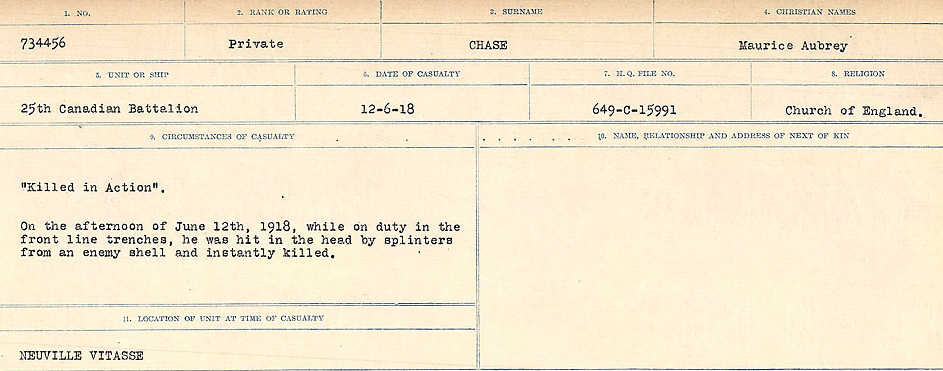 1. NO.
2. RANK OR RATING
3. SURNAME
4. CHRISTIAN NAMES
734456
Private
CHASE
Maurice Aubrey
5. UNIT OR SHIP
6. DATE OF CASUALTY
7. H.Q. FILE NO.
8. RELIGION
25th Canadian Battalion
12-6-18
649-C-15991
Church of England.
9. CIRCUMSTANCES OF CASUALTY
10. NAME, RELATIONSHIP AND ADDRESS OF NEXT OF KIN
"Killed in Action".
On the afternoon of June 12th, 1918, while on duty in the
front line trenches, he was hit in the head by splinters
from an enemy shell and instantly killed.
11. LOCATION OF UNIT AT TIME OF CASUALTY
NEUVILLE VITASSE